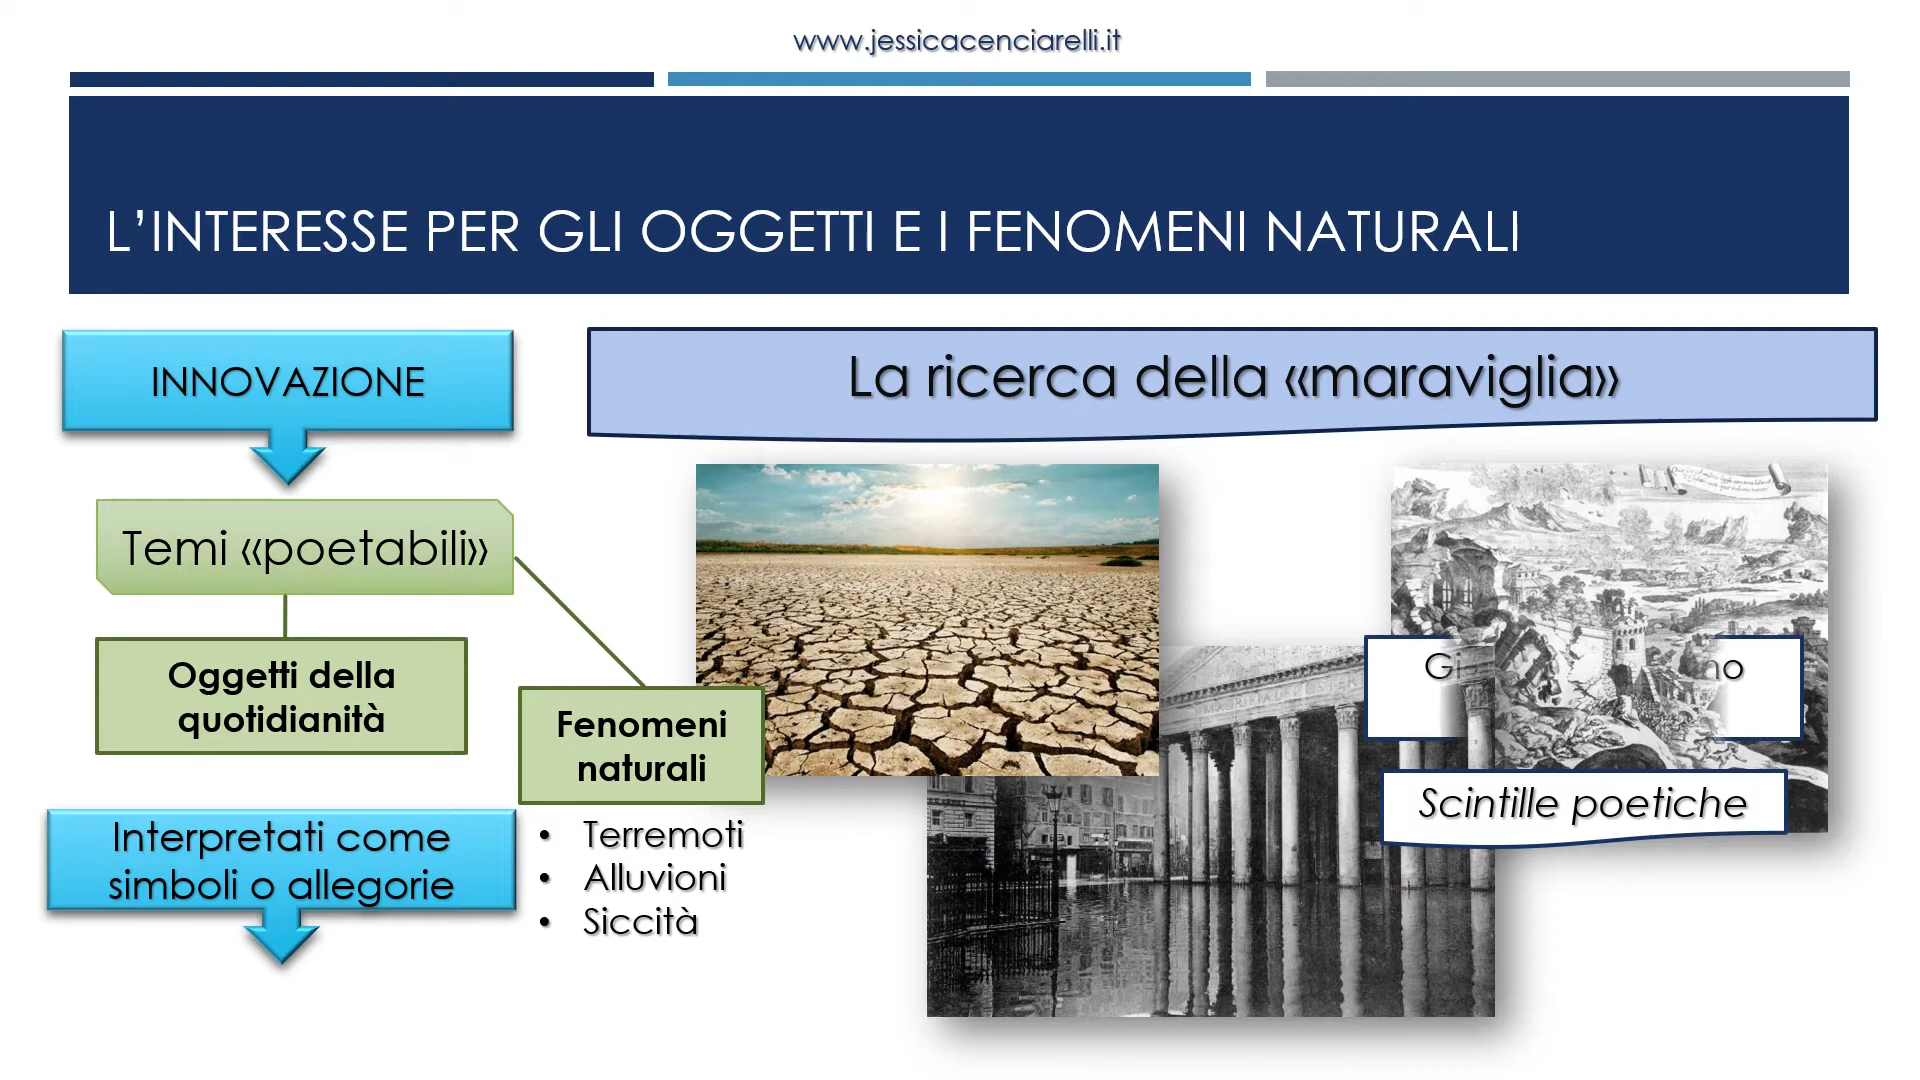 www.jessicacenciarelli.it
L'INTERESSE PER GLI OGGETTI E I FENOMENI NATURALI
INNOVAZIONE
La ricerca della «maraviglia»
Temi «poetabili»
Oggetti della
quotidianità
Fenomeni
naturali
Interpretati come
simboli o allegorie
• Terremoti
• Alluvioni
• Siccità
Scintille poetiche